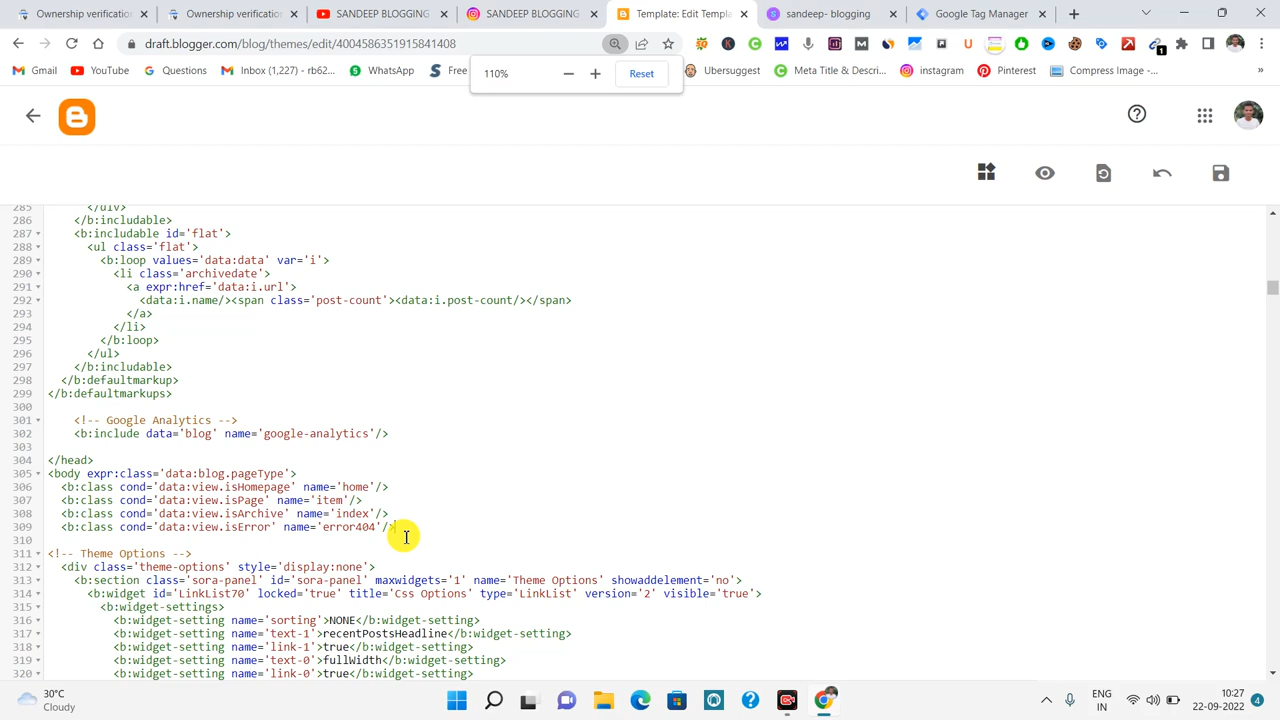 Ownership verificatio
Ownership verificatio
SANDEEP BLOGGING
SANDEEP BLOGGING
Template: Edit Templa
sandeep- blogging
Google Tag Manager
draft.blogger.com/blog/theme/edit/400459635191581410
1
110%
Reset
Gmail
YouTube
Questions
Inbox (1,227) - rb62...
WhatsApp
Free
Ubersuggest
Meta Title & Descri...
instagram
Pinterest
Compress Image -...
»
285 </div>
286 </b:includable>
287 <b:includable id='flat'>
288 <ul class='flat'>
289 <b:loop values='data:data' var='i'>
290 <li class='archivedate'>
291 <a expr:href='data:i.url'>
292 <data:i.name/><span class='post-count'><data:i.post-count/></span>
293 </a>
294 </li>
295 </b:loop>
296 </ul>
297 </b:includable>
298 </b:defaultmarkup>
299 </b:defaultmarkups>
300
301 <!-- Google Analytics -->
302 <b:include data='blog' name='google-analytics'/>
303
304 </head>
305 <body expr:class='data:blog.pageType'>
306 <b:class cond='data:view.isHomepage' name='home'/>
307 <b:class cond='data:view.isPage' name='item'/>
308 <b:class cond='data:view.isArchive' name='index'/>
309 <b:class cond='data:view.isError' name='error404'/>
310
311 <!-- Theme Options -->
312 <div class='theme-options' style='display:none'>
313 <b:section class='sora-panel' id='sora-panel' maxwidgets='1' name='Theme Options' showaddelement='no'>
314 <b:widget id='LinkList70' locked='true' title='Css Options' type='LinkList' version='2' visible='true'>
315 <b:widget-settings>
316 <b:widget-setting name='sorting'>NONE</b:widget-setting>
317 <b:widget-setting name='text-1'>recentPostsHeadline</b:widget-setting>
318 <b:widget-setting name='link-1'>true</b:widget-setting>
319 <b:widget-setting name='text-0'>fullWidth</b:widget-setting>
320 <b:widget-setting name='link-0'>true</b:widget-setting>
30°C
Cloudy
ENG
IN
10:27
22-09-2022
4